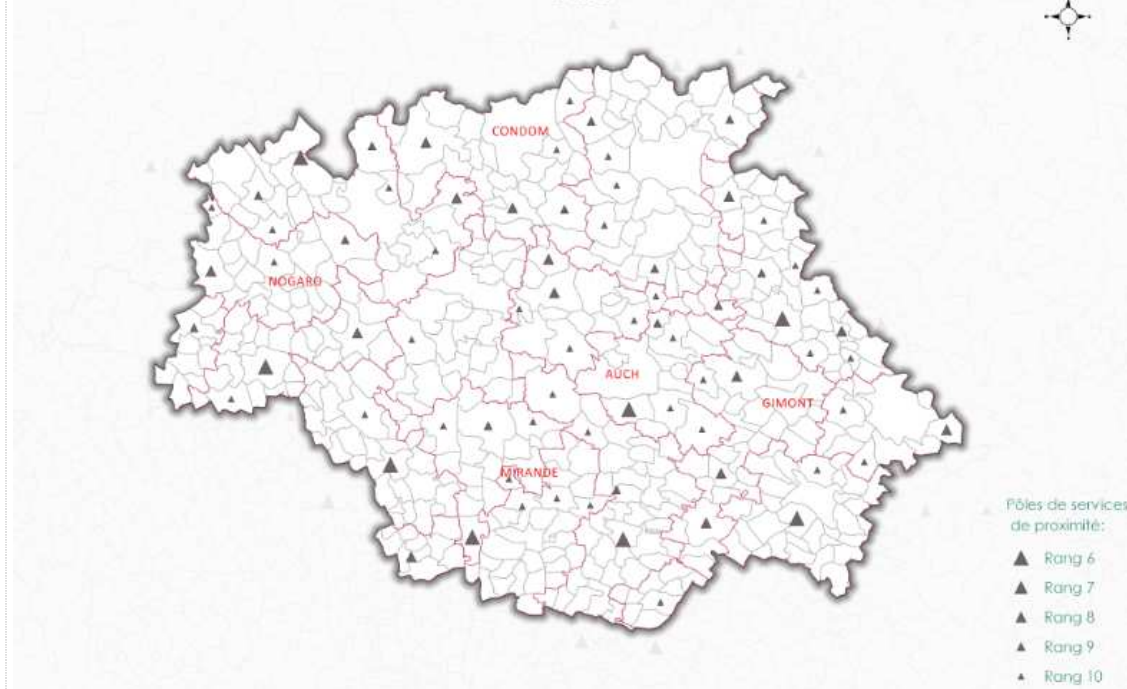 CONDOM
NOGARO
AUCH
GIMONT
MIRANDE
Pôles de services
de proximité:
Rang 6
Rang 7
Rang 8
Rang 9
Rang 10